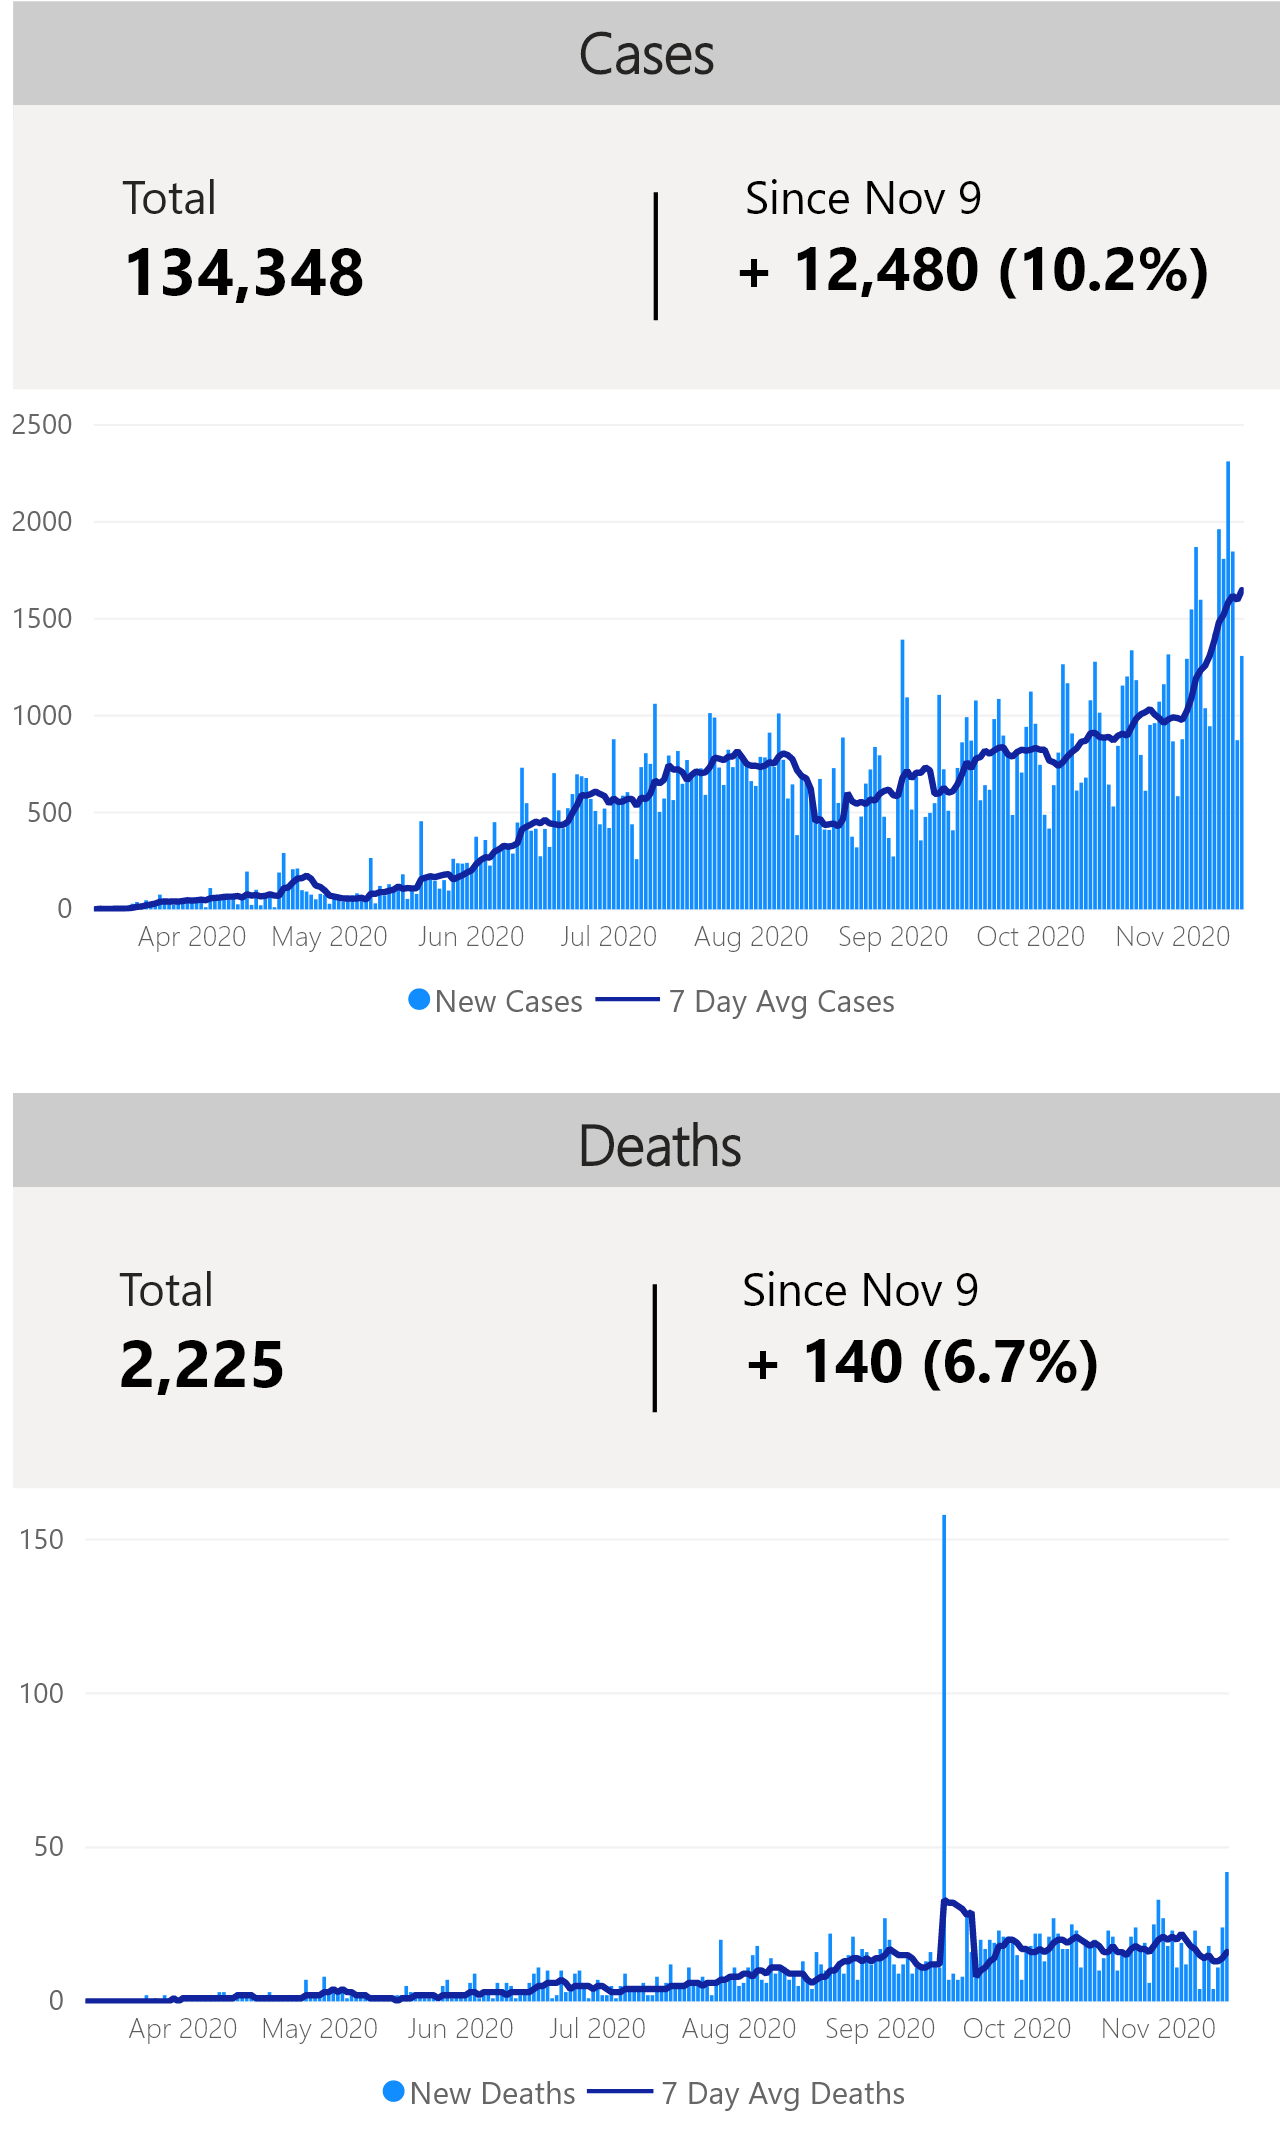 Cases
Total
Since Nov 9
134,348
+ 12,480 (10.2%)
2500
2000
1500
1000
500
0
Apr 2020 May 2020 Jun 2020 Jul 2020 Aug 2020 Sep 2020 Oct 2020 Nov 2020
New Cases 7 Day Avg Cases
Deaths
Total
Since Nov 9
2,225
+ 140 (6.7%)
150
100
50
0
Apr 2020 May 2020 Jun 2020 Jul 2020 Aug 2020 Sep 2020 Oct 2020 Nov 2020
New Deaths 7 Day Avg Deaths